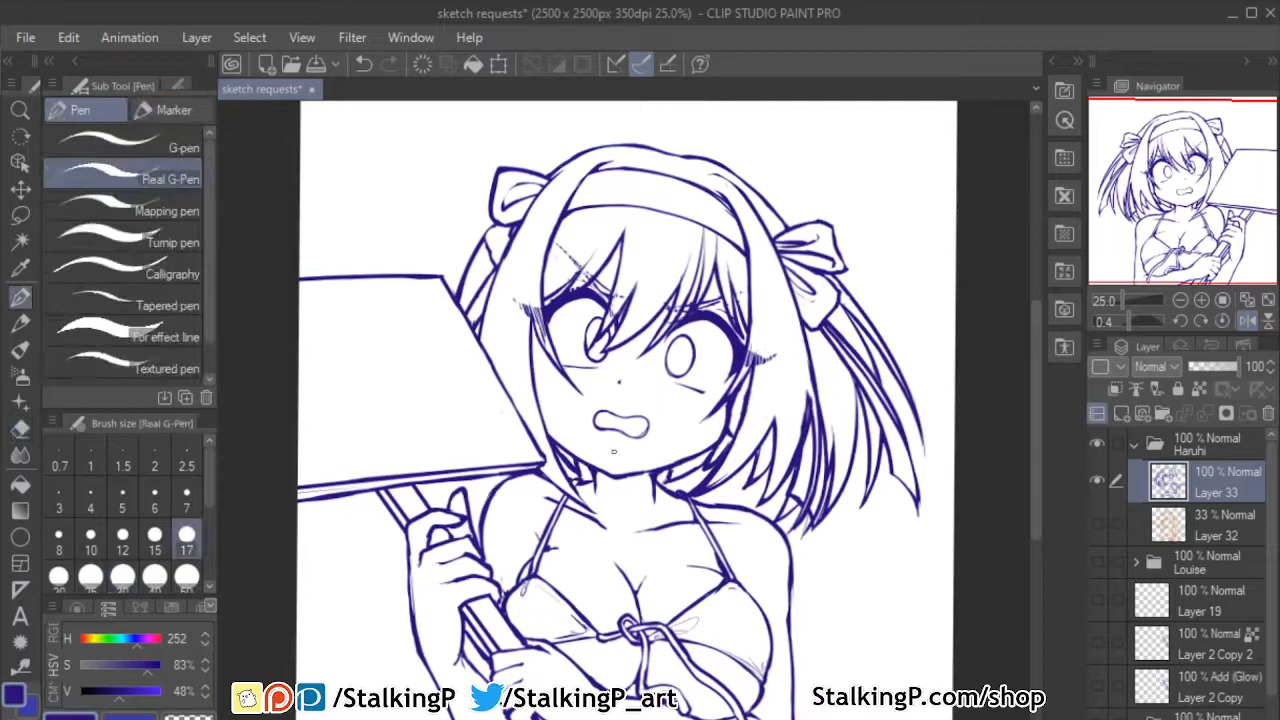 sketch requests* (2500 x 2500px 350dpi 25.0%) - CLIP STUDIO PAINT PRO
File Edit Animation Layer Select View Filter Window Help
Sub Tool [Pen]
sketch requests*
Navigator
Pen Marker
G-pen
Real G-Pen
Mapping pen
Turnip pen
Calligraphy
Tapered pen
For effect line
Textured pen
25.0
0.4
Layer
Normal 100
Brush size [Real G-Pen]
0.7 1 1.5 2 2.5
3 4 5 6 7
8 10 12 15 17
100 % Normal
Haruhi
100 % Normal
Layer 33
33 % Normal
Layer 32
100 % Normal
Louise
100 % Normal
Layer 19
100 % Normal
Layer 2 Copy 2
100 % Add (Glow)
Layer 2 Copy
H 252
S 83%
V 48%
/StalkingP /StalkingP_art StalkingP.com/shop